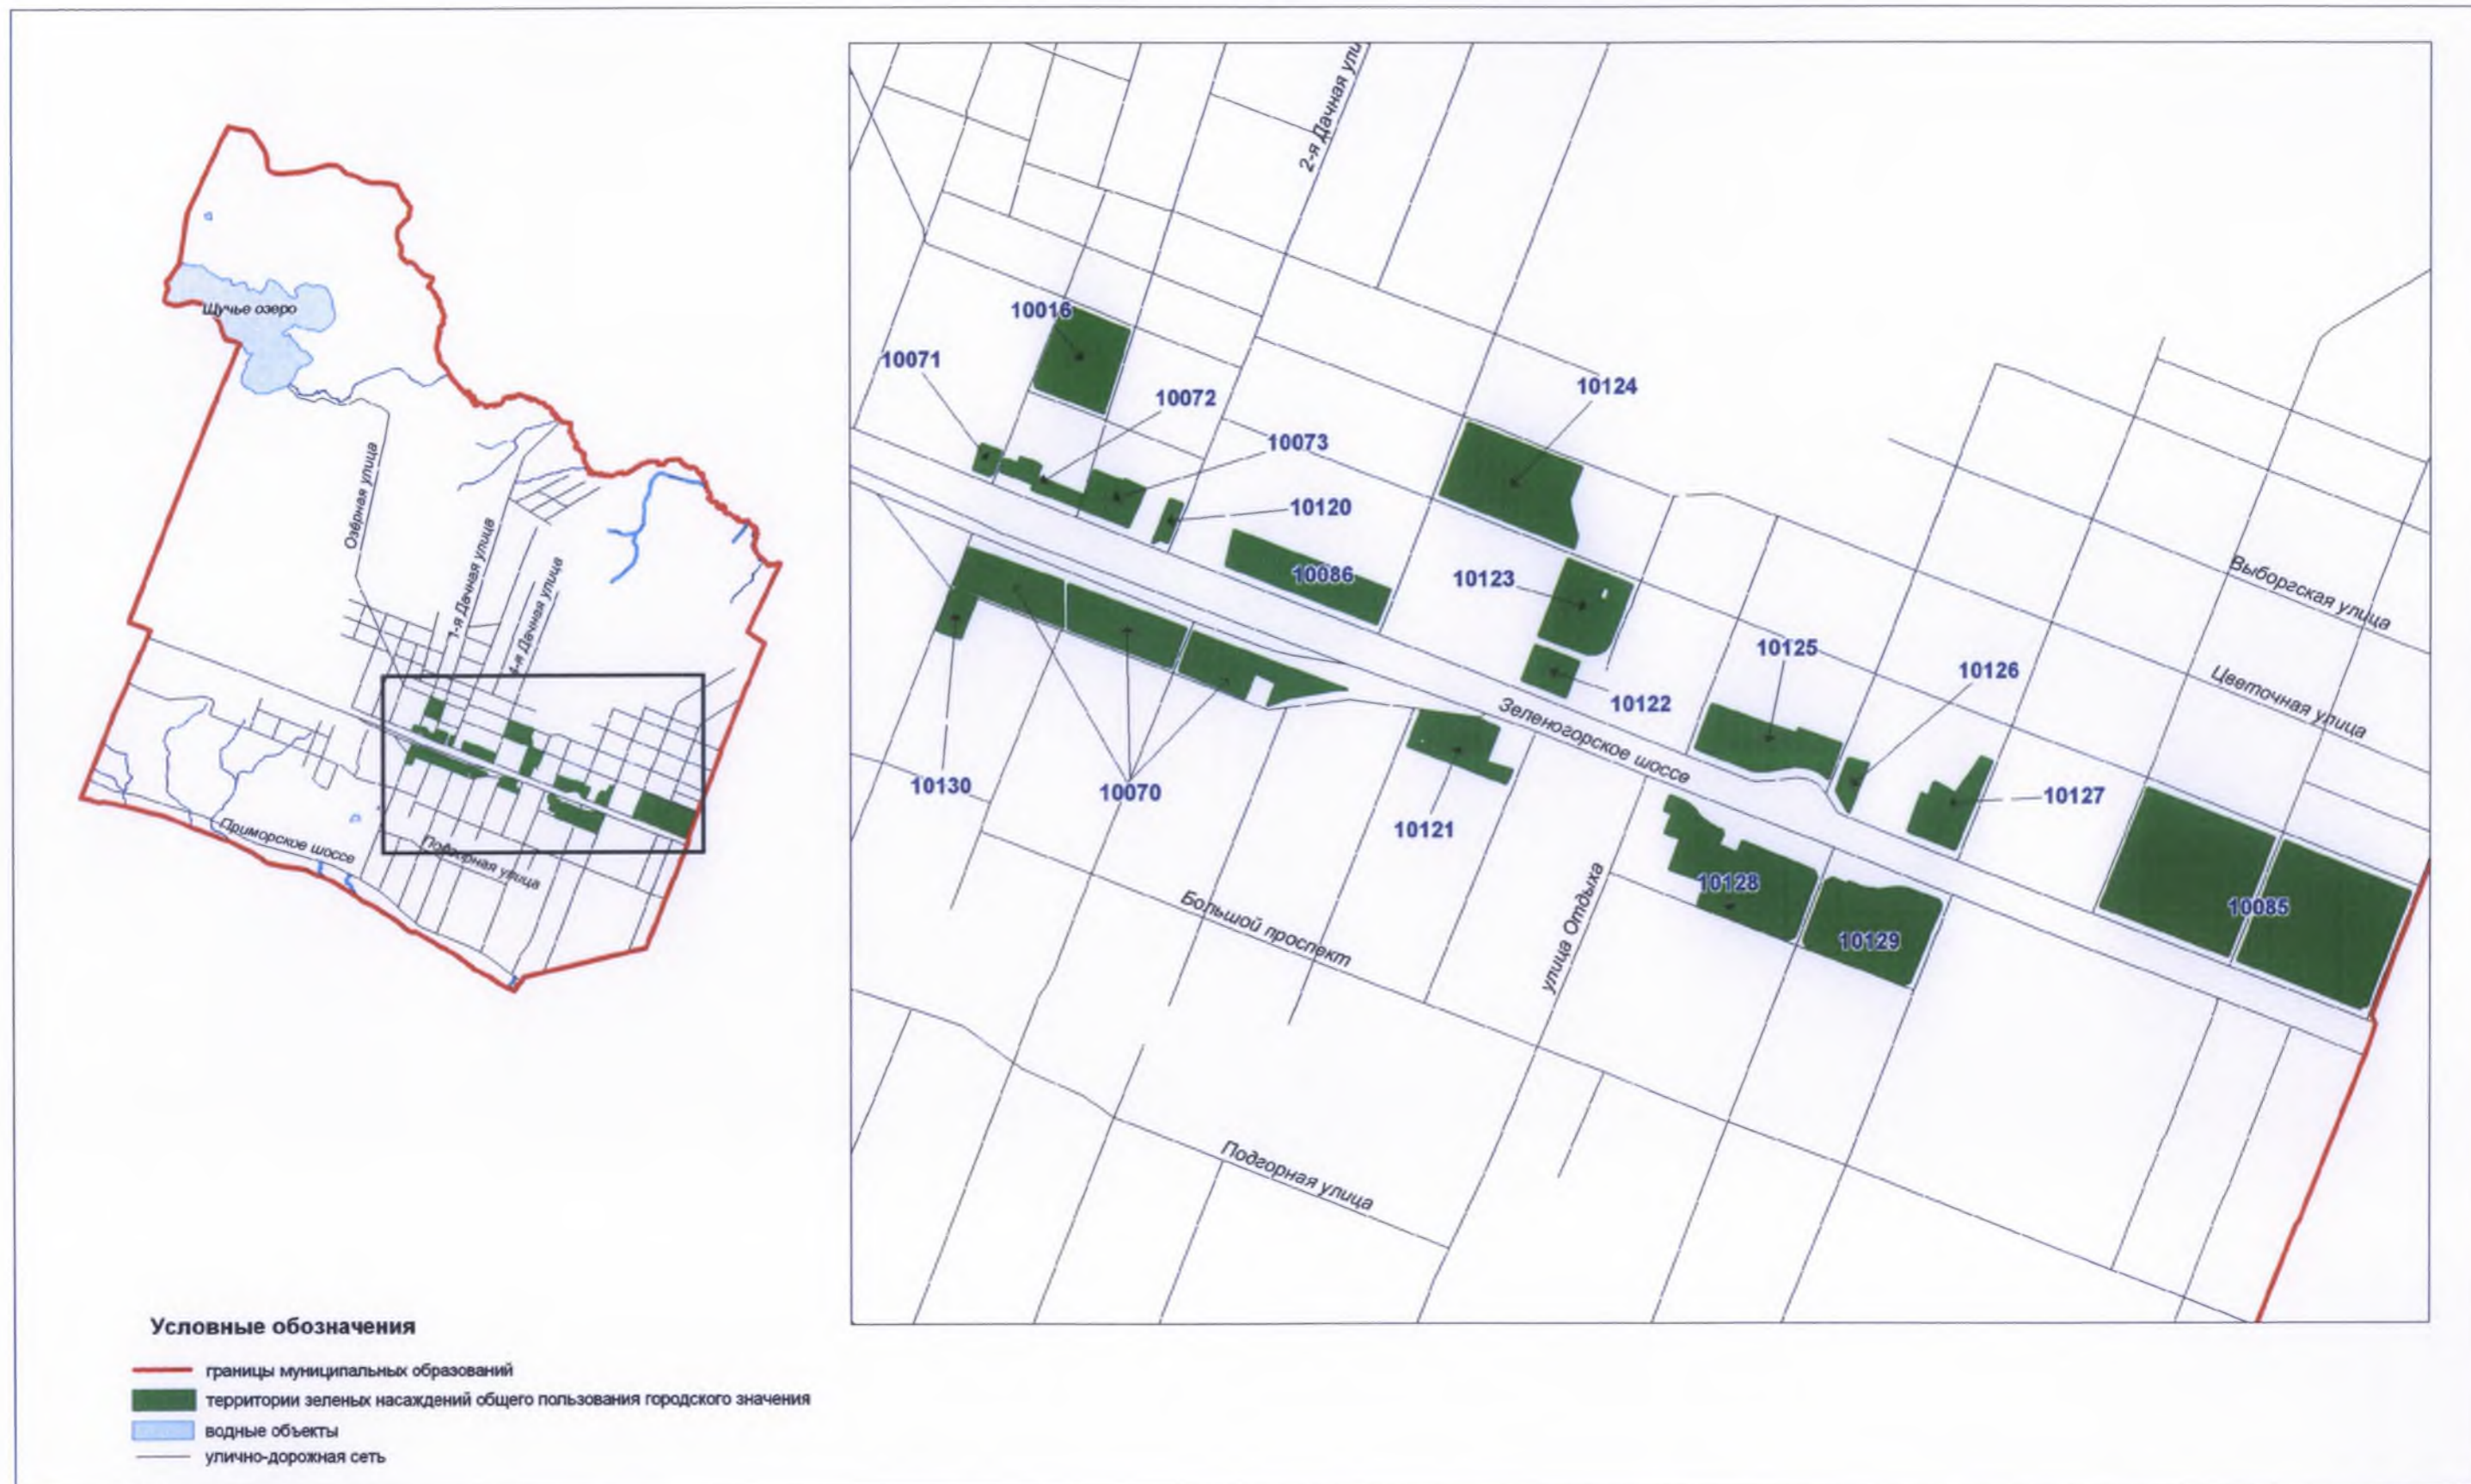 Щучье озеро
Озёрная улица
1-я Дачная улица
4-я Дачная улица
Приморское шоссе
Подгорная улица
2-я Дачная ули
10016
10071
10072
10073
10124
10120
10086
10123
10122
10125
10126
10127
Выборгская улица
Цветочная улица
Зеленогорское шоссе
10130
10070
10121
10128
10129
10085
улица Отдыха
Большой проспект
Подгорная улица
Условные обозначения
границы муниципальных образований
территории зеленых насаждений общего пользования городского значения
водные объекты
улично-дорожная сеть